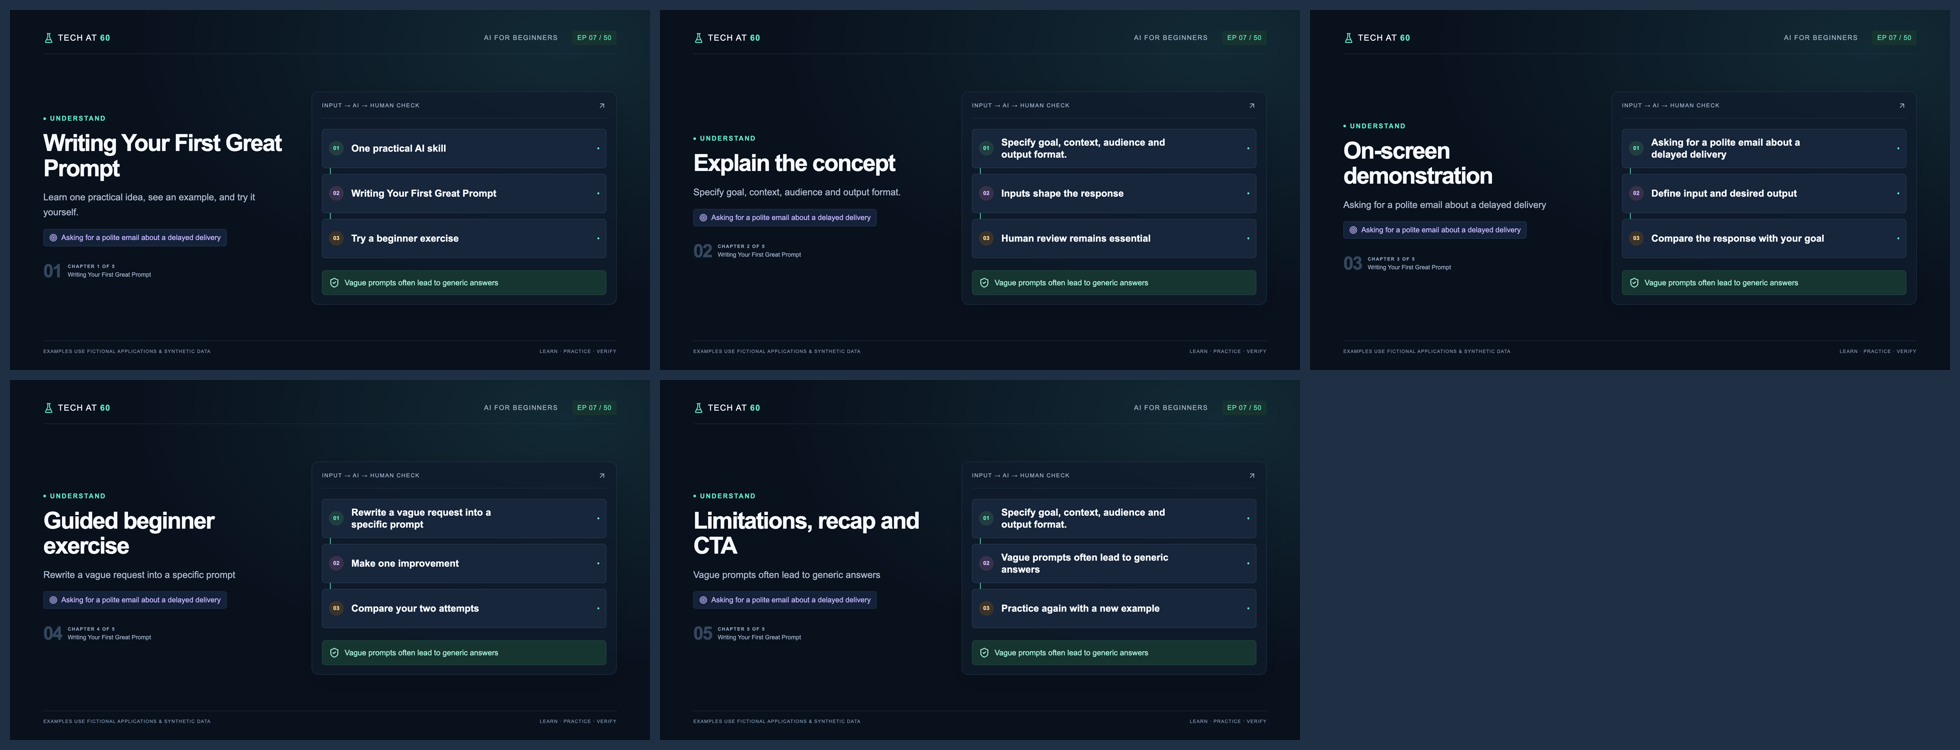 TECH AT 60
AI FOR BEGINNERS
EP 07 / 50
UNDERSTAND
Writing Your First Great
Prompt
Learn one practical idea, see an example, and try it
yourself.
Asking for a polite email about a delayed delivery
01
CHAPTER 1 OF 5
Writing Your First Great Prompt
INPUT → AI → HUMAN CHECK
01
One practical AI skill
02
Writing Your First Great Prompt
03
Try a beginner exercise
Vague prompts often lead to generic answers
EXAMPLES USE FICTIONAL APPLICATIONS & SYNTHETIC DATA
LEARN · PRACTICE · VERIFY
TECH AT 60
AI FOR BEGINNERS
EP 07 / 50
UNDERSTAND
Explain the concept
Specify goal, context, audience and output format.
Asking for a polite email about a delayed delivery
02
CHAPTER 2 OF 5
Writing Your First Great Prompt
INPUT → AI → HUMAN CHECK
01
Specify goal, context, audience and
output format.
02
Inputs shape the response
03
Human review remains essential
Vague prompts often lead to generic answers
EXAMPLES USE FICTIONAL APPLICATIONS & SYNTHETIC DATA
LEARN · PRACTICE · VERIFY
TECH AT 60
AI FOR BEGINNERS
EP 07 / 50
UNDERSTAND
On-screen
demonstration
Asking for a polite email about a delayed delivery
Asking for a polite email about a delayed delivery
03
CHAPTER 3 OF 5
Writing Your First Great Prompt
INPUT → AI → HUMAN CHECK
01
Asking for a polite email about a
delayed delivery
02
Define input and desired output
03
Compare the response with your goal
Vague prompts often lead to generic answers
EXAMPLES USE FICTIONAL APPLICATIONS & SYNTHETIC DATA
LEARN · PRACTICE · VERIFY
TECH AT 60
AI FOR BEGINNERS
EP 07 / 50
UNDERSTAND
Guided beginner
exercise
Rewrite a vague request into a specific prompt
Asking for a polite email about a delayed delivery
04
CHAPTER 4 OF 5
Writing Your First Great Prompt
INPUT → AI → HUMAN CHECK
01
Rewrite a vague request into a
specific prompt
02
Make one improvement
03
Compare your two attempts
Vague prompts often lead to generic answers
EXAMPLES USE FICTIONAL APPLICATIONS & SYNTHETIC DATA
LEARN · PRACTICE · VERIFY
TECH AT 60
AI FOR BEGINNERS
EP 07 / 50
UNDERSTAND
Limitations, recap and
CTA
Vague prompts often lead to generic answers
Asking for a polite email about a delayed delivery
05
CHAPTER 5 OF 5
Writing Your First Great Prompt
INPUT → AI → HUMAN CHECK
01
Specify goal, context, audience and
output format.
02
Vague prompts often lead to generic
answers
03
Practice again with a new example
Vague prompts often lead to generic answers
EXAMPLES USE FICTIONAL APPLICATIONS & SYNTHETIC DATA
LEARN · PRACTICE · VERIFY